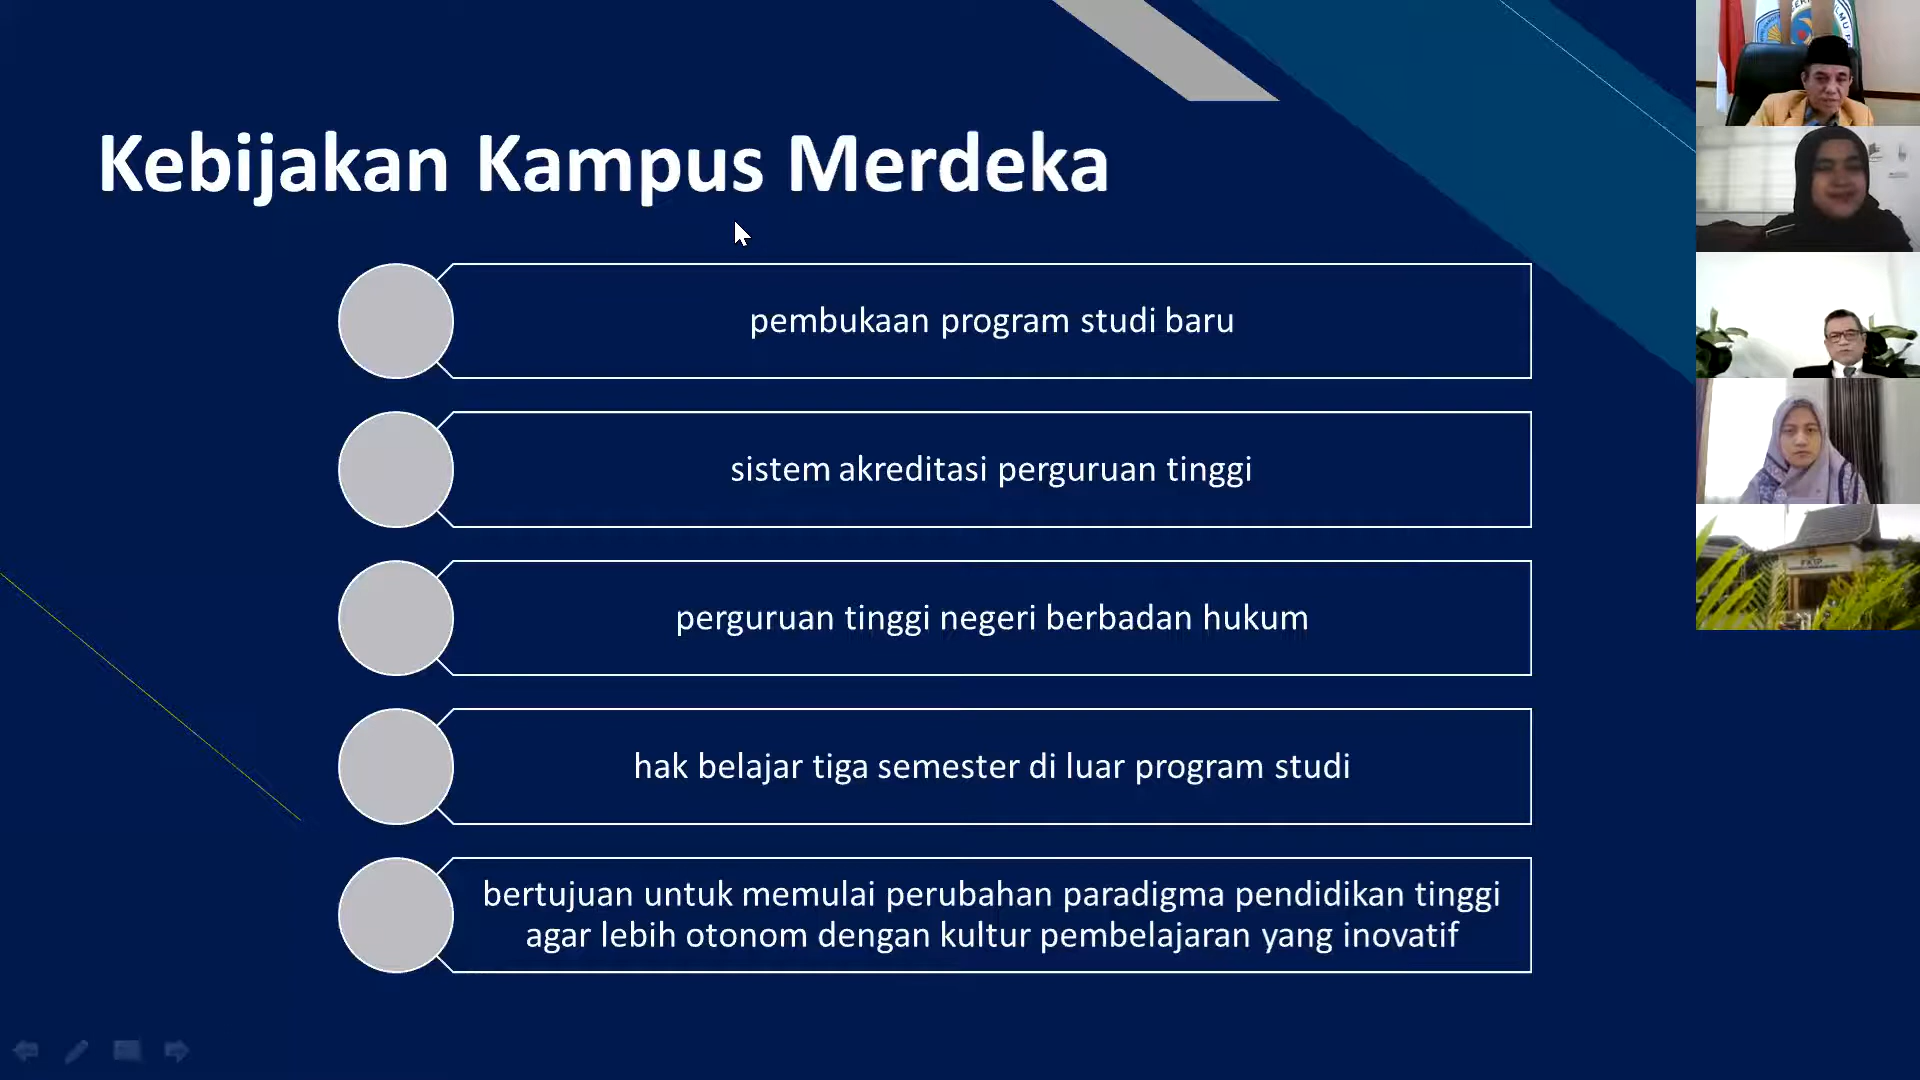 Kebijakan Kampus Merdeka
pembukaan program studi baru
sistem akreditasi perguruan tinggi
perguruan tinggi negeri berbadan hukum
hak belajar tiga semester di luar program studi
bertujuan untuk memulai perubahan paradigma pendidikan tinggi
agar lebih otonom dengan kultur pembelajaran yang inovatif
FKIP